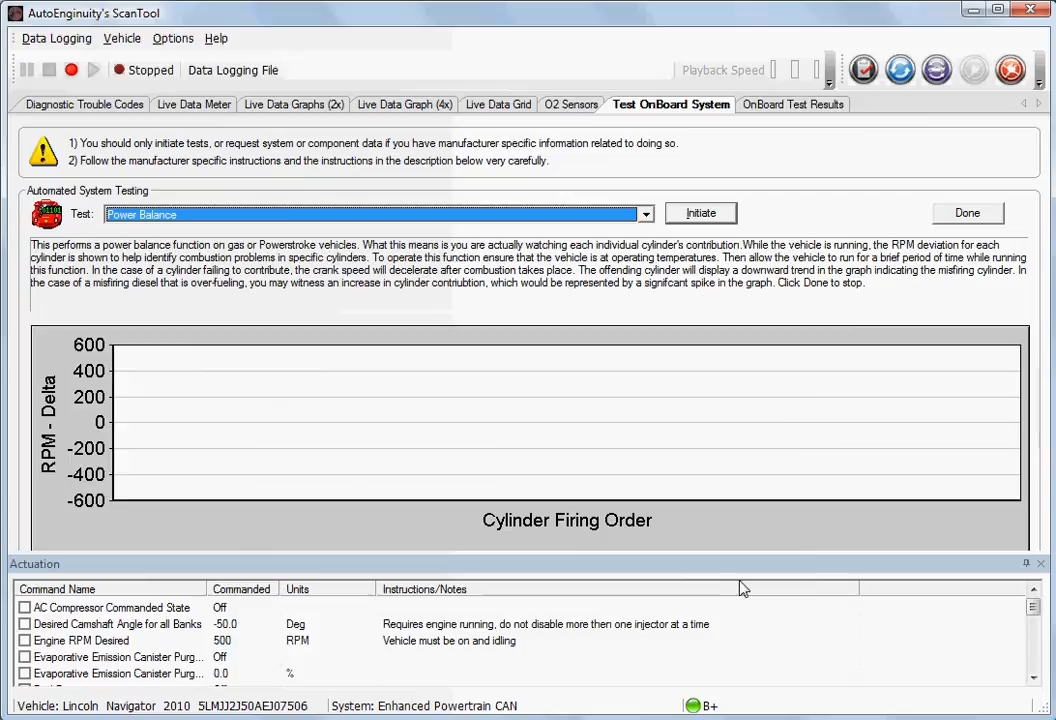 AutoEnginuity's ScanTool
Data Logging Vehicle Options Help
Stopped Data Logging File Playback Speed
Diagnostic Trouble Codes Live Data Meter Live Data Graphs (2x) Live Data Graph (4x) Live Data Grid O2 Sensors Test OnBoard System OnBoard Test Results
1) You should only initiate tests, or request system or component data if you have manufacturer specific information related to doing so.
2) Follow the manufacturer specific instructions and the instructions in the description below very carefully.
Automated System Testing
Test: Power Balance Initiate Done
This performs a power balance function on gas or Powerstroke vehicles. What this means is you are actually watching each individual cylinder's contribution.While the vehicle is running, the RPM deviation for each
cylinder is shown to help identify combustion problems in specific cylinders. To operate this function ensure that the vehicle is at operating temperatures. Then allow the vehicle to run for a brief period of time while running
this function. In the case of a cylinder failing to contribute, the crank speed will decelerate after combustion takes place. The offending cylinder will display a downward trend in the graph indicating the misfiring cylinder. In
the case of a misfiring diesel that is over-fueling, you may witness an increase in cylinder contriubtion, which would be represented by a signifcant spike in the graph. Click Done to stop.
600
400
200
0
-200
-400
-600
RPM - Delta
Cylinder Firing Order
Actuation
Command Name Commanded Units Instructions/Notes
AC Compressor Commanded State Off
Desired Camshaft Angle for all Banks -50.0 Deg Requires engine running, do not disable more then one injector at a time
Engine RPM Desired 500 RPM Vehicle must be on and idling
Evaporative Emission Canister Purg... Off
Evaporative Emission Canister Purg... 0.0 %
Vehicle: Lincoln Navigator 2010 5LMJJ2J50AEJ07506 System: Enhanced Powertrain CAN B+